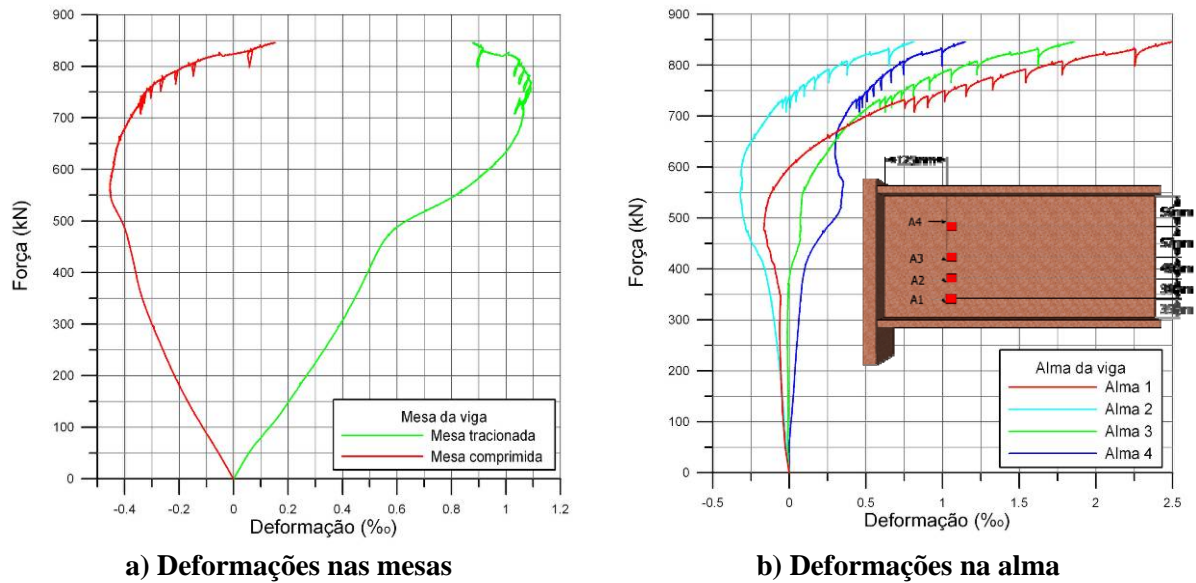 900
800
700
600
500
400
300
200
100
0
Força (kN)
-0.4
-0.2
0
0.2
0.4
0.6
0.8
1
1.2
Deformação (‰)
Mesa da viga
Mesa tracionada
Mesa comprimida
a) Deformações nas mesas
900
800
700
600
500
400
300
200
100
0
Força (kN)
-0.5
0
0.5
1
1.5
2
2.5
Deformação (‰)
125mm
A4
A3
A2
A1
Alma da viga
Alma 1
Alma 2
Alma 3
Alma 4
b) Deformações na alma